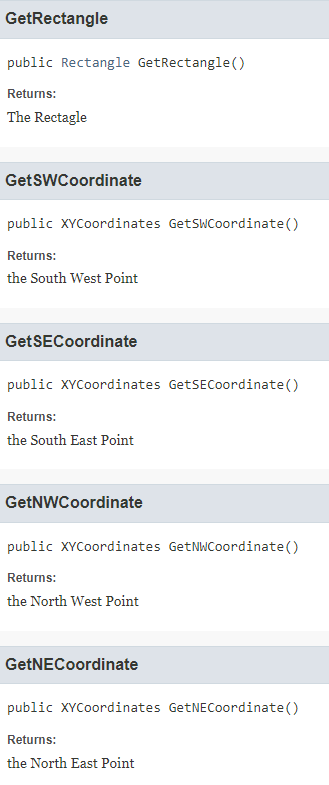 GetRectangle
public Rectangle GetRectangle()
Returns:
The Rectagle
GetSWCoordinate
public XYCoordinates GetSWCoordinate()
Returns:
the South West Point
GetSECoordinate
public XYCoordinates GetSECoordinate()
Returns:
the South East Point
GetNWCoordinate
public XYCoordinates GetNWCoordinate()
Returns:
the North West Point
GetNECoordinate
public XYCoordinates GetNECoordinate()
Returns:
the North East Point